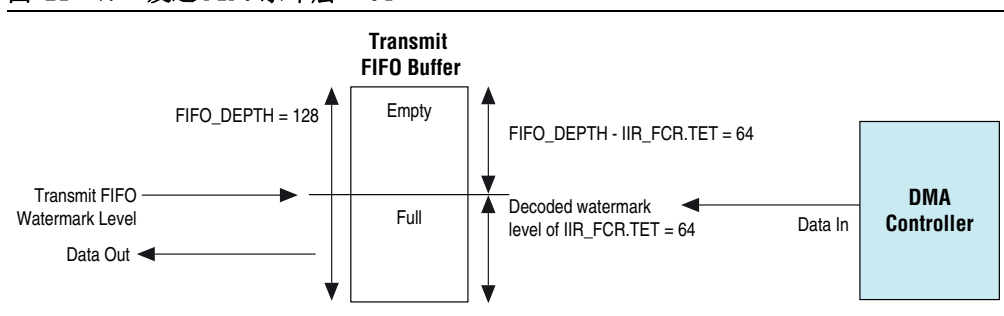 Transmit
FIFO Buffer
FIFO_DEPTH = 128
Empty
FIFO_DEPTH - IIR_FCR.TET = 64
Transmit FIFO
Watermark Level
Full
Decoded watermark
level of IIR_FCR.TET = 64
Data In
DMA
Controller
Data Out